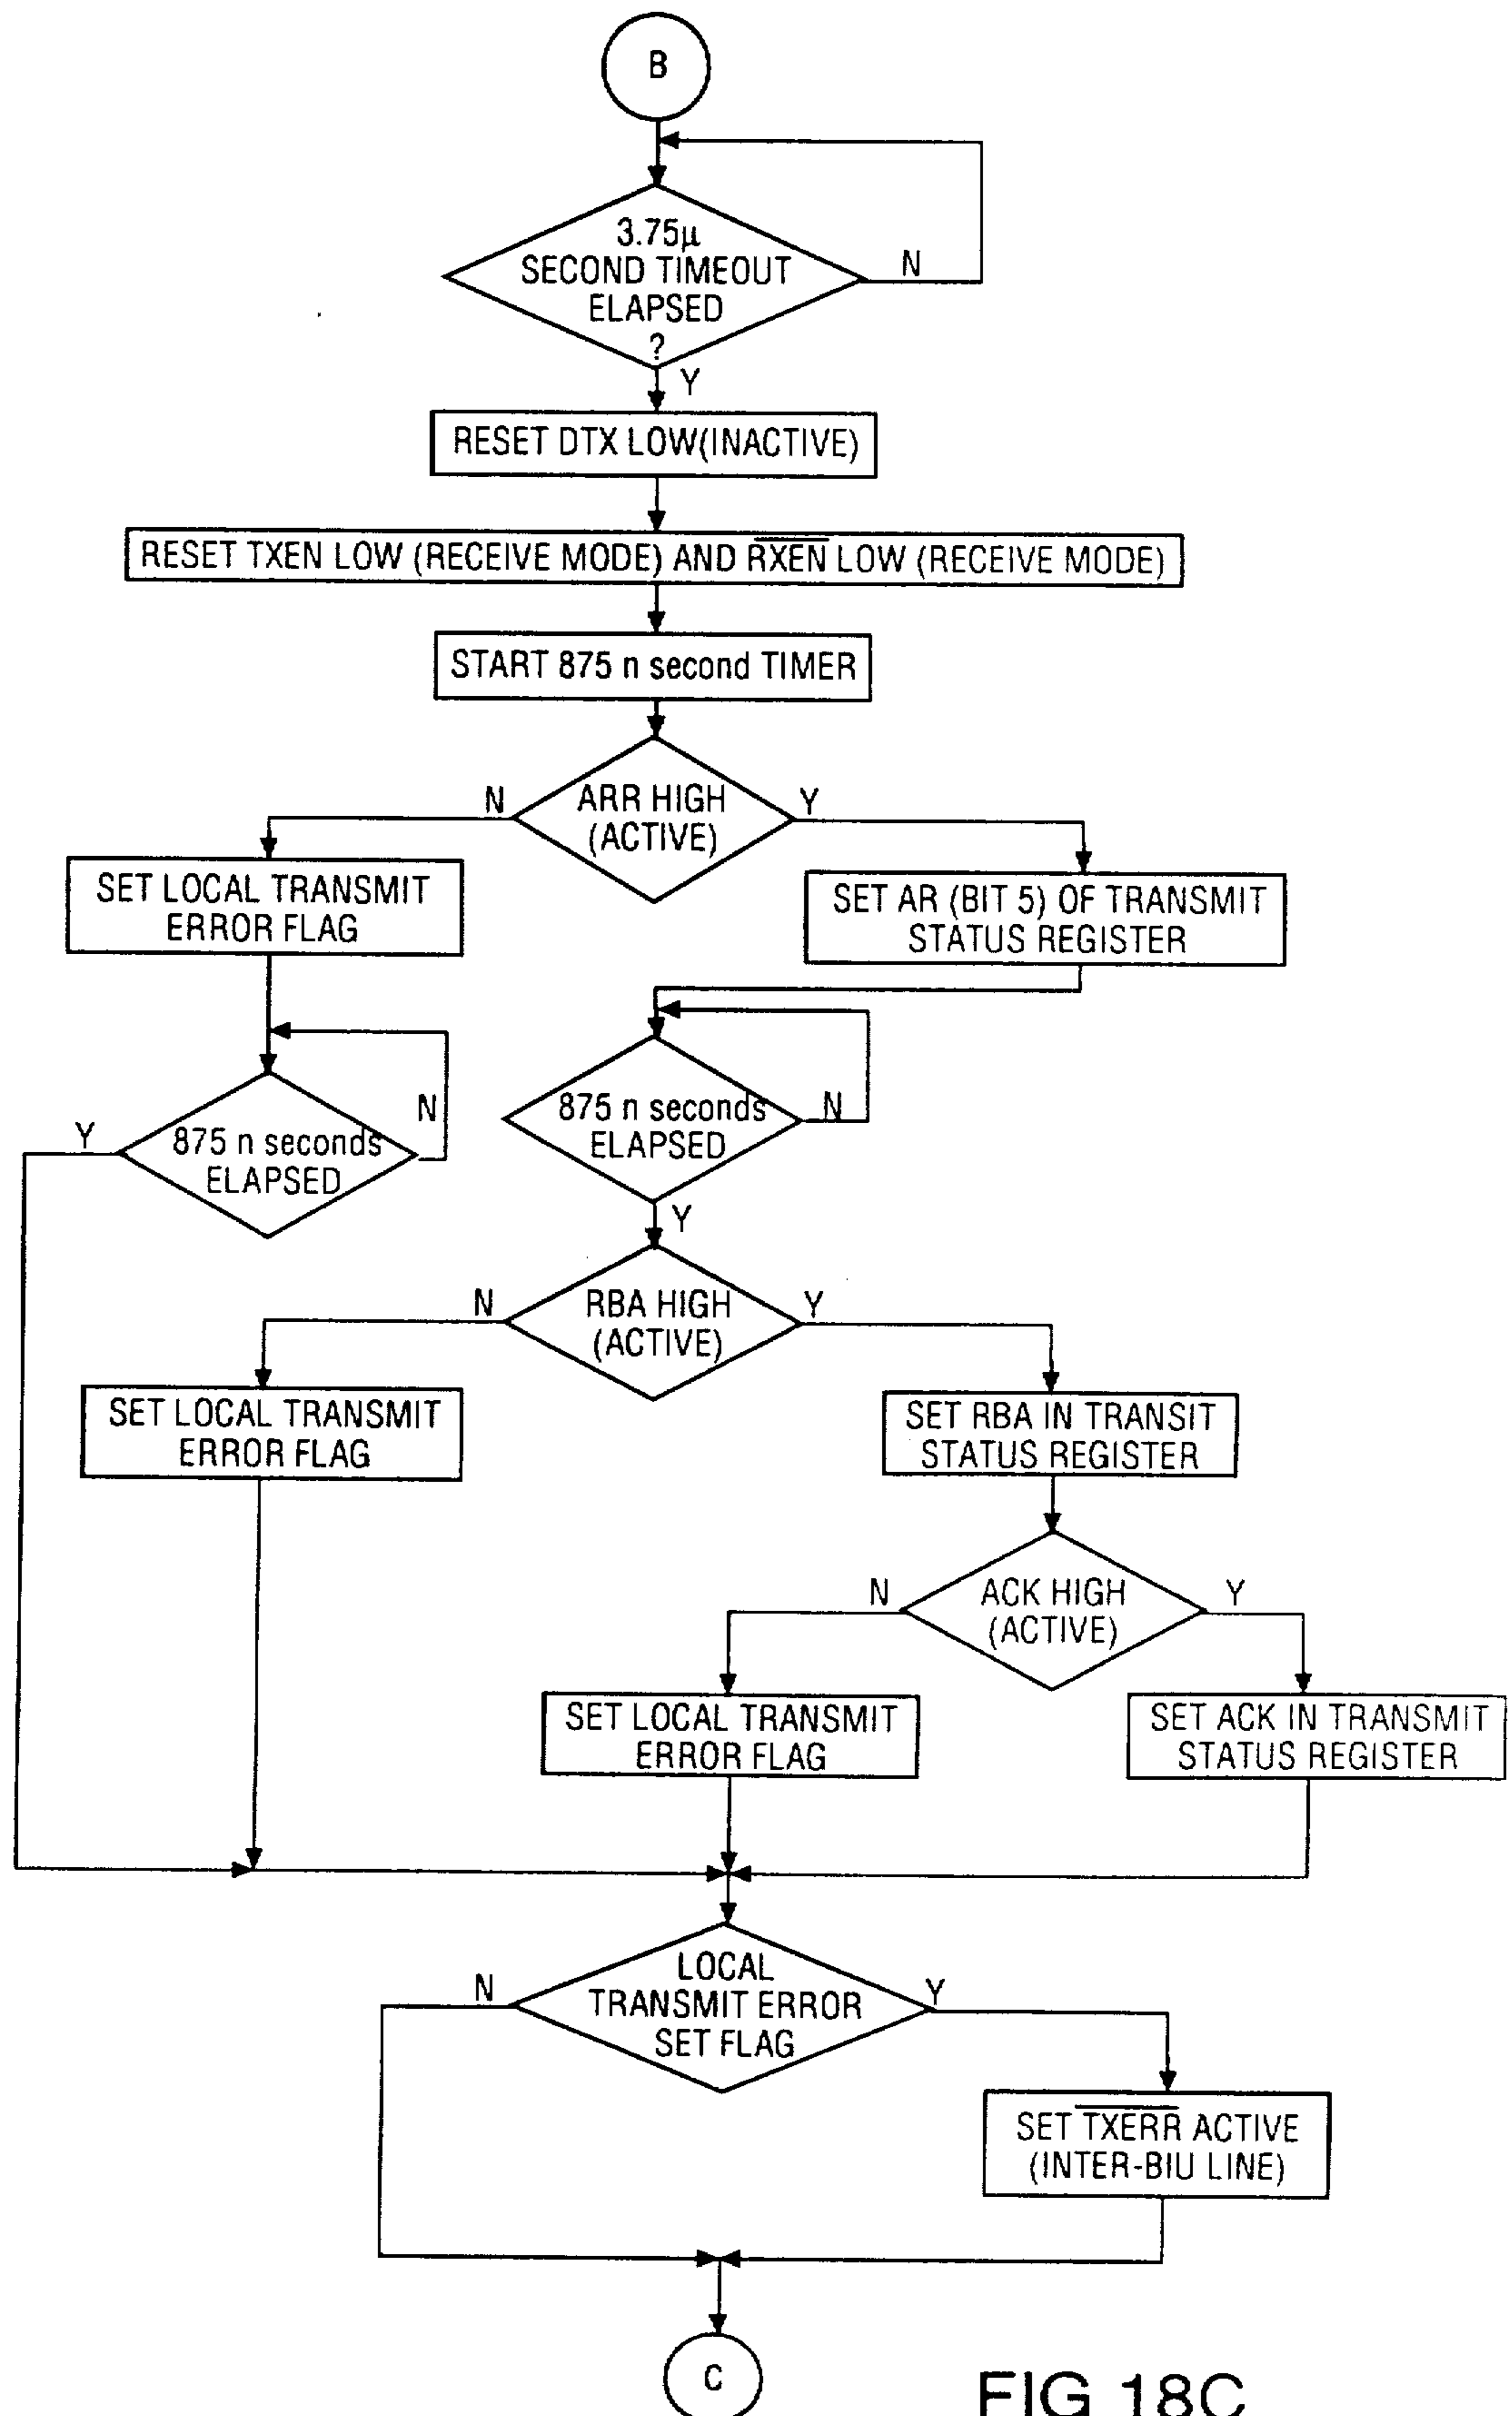 B
3.75µ
SECOND TIMEOUT
ELAPSED
?
N
Y
RESET DTX LOW(INACTIVE)
RESET TXEN LOW (RECEIVE MODE) AND R̅X̅E̅N̅ LOW (RECEIVE MODE)
START 875 n second TIMER
N
ARR HIGH
(ACTIVE)
Y
SET LOCAL TRANSMIT
ERROR FLAG
SET AR (BIT 5) OF TRANSMIT
STATUS REGISTER
Y
875 n seconds
ELAPSED
N
875 n seconds
ELAPSED
N
Y
N
RBA HIGH
(ACTIVE)
Y
SET LOCAL TRANSMIT
ERROR FLAG
SET RBA IN TRANSIT
STATUS REGISTER
N
ACK HIGH
(ACTIVE)
Y
SET LOCAL TRANSMIT
ERROR FLAG
SET ACK IN TRANSMIT
STATUS REGISTER
N
LOCAL
TRANSMIT ERROR
SET FLAG
Y
SET T̅X̅E̅R̅R̅ ACTIVE
(INTER-BIU LINE)
C
FIG 18C